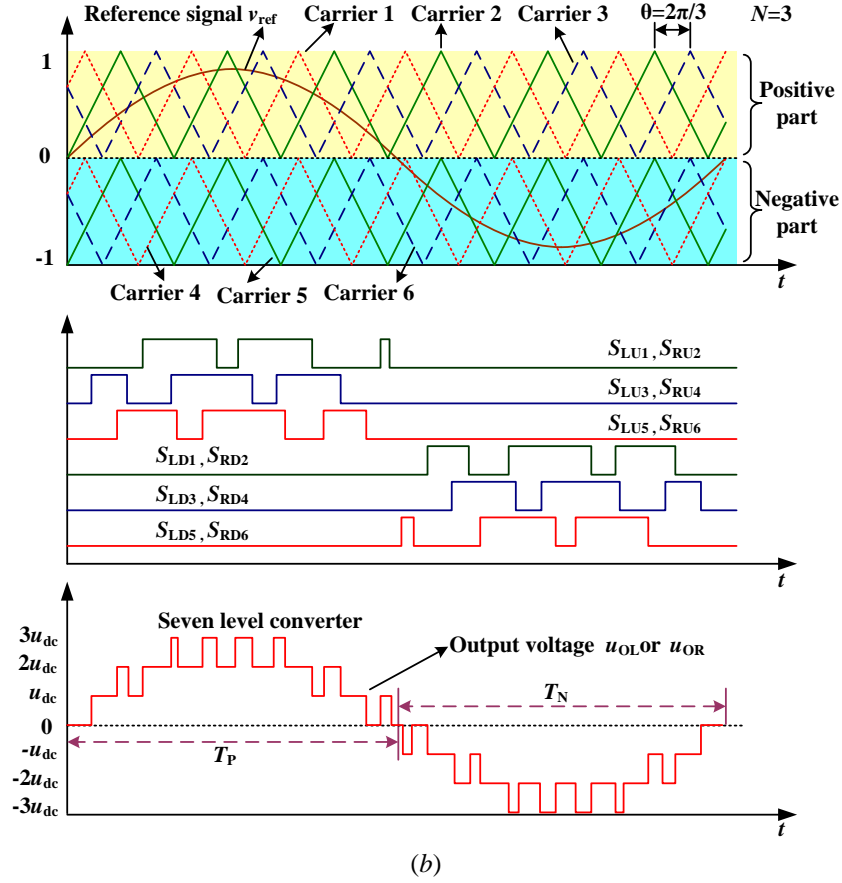 Reference signal vref Carrier 1 Carrier 2 Carrier 3 θ=2π/3 N=3
1
Positive part
0
Negative part
-1
Carrier 4 Carrier 5 Carrier 6
t
SLU1, SRU2
SLU3, SRU4
SLU5, SRU6
SLD1, SRD2
SLD3, SRD4
SLD5, SRD6
t
Seven level converter
3udc
Output voltage uOL or uOR
2udc
udc
TN
0
-udc
TP
-2udc
-3udc
t
(b)